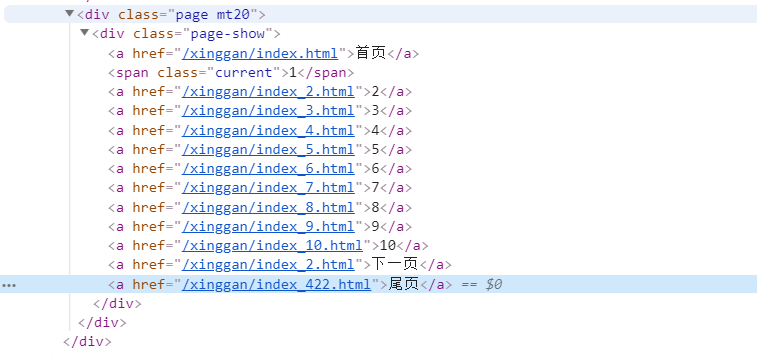 <div class="page mt20">
<div class="page-show">
<a href="/xinggan/index.html">首页</a>
<span class="current">1</span>
<a href="/xinggan/index_2.html">2</a>
<a href="/xinggan/index_3.html">3</a>
<a href="/xinggan/index_4.html">4</a>
<a href="/xinggan/index_5.html">5</a>
<a href="/xinggan/index_6.html">6</a>
<a href="/xinggan/index_7.html">7</a>
<a href="/xinggan/index_8.html">8</a>
<a href="/xinggan/index_9.html">9</a>
<a href="/xinggan/index_10.html">10</a>
<a href="/xinggan/index_2.html">下一页</a>
... <a href="/xinggan/index_422.html">尾页</a> == $0
</div>
</div>
</div>